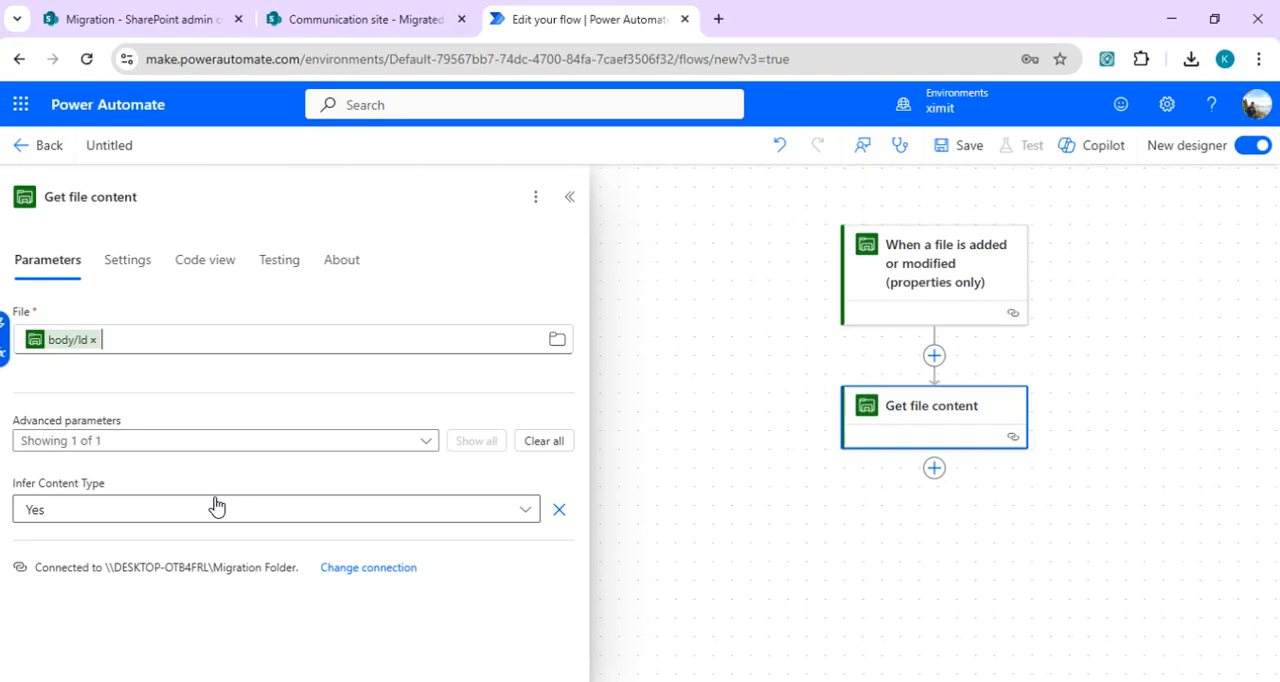 Migration - SharePoint admin c
Communication site - Migrated
Edit your flow | Power Automat
make.powerautomate.com/environments/Default-79567bb7-74dc-4700-84fa-7caef3506f32/flows/new?v3=true
K
Power Automate
Search
Environments
ximit
Back
Untitled
Save
Test
Copilot
New designer
Get file content
Parameters
Settings
Code view
Testing
About
File *
body/Id ×
Advanced parameters
Showing 1 of 1
Show all
Clear all
Infer Content Type
Yes
Connected to \\DESKTOP-OTB4FRL\Migration Folder.
Change connection
When a file is added
or modified
(properties only)
Get file content